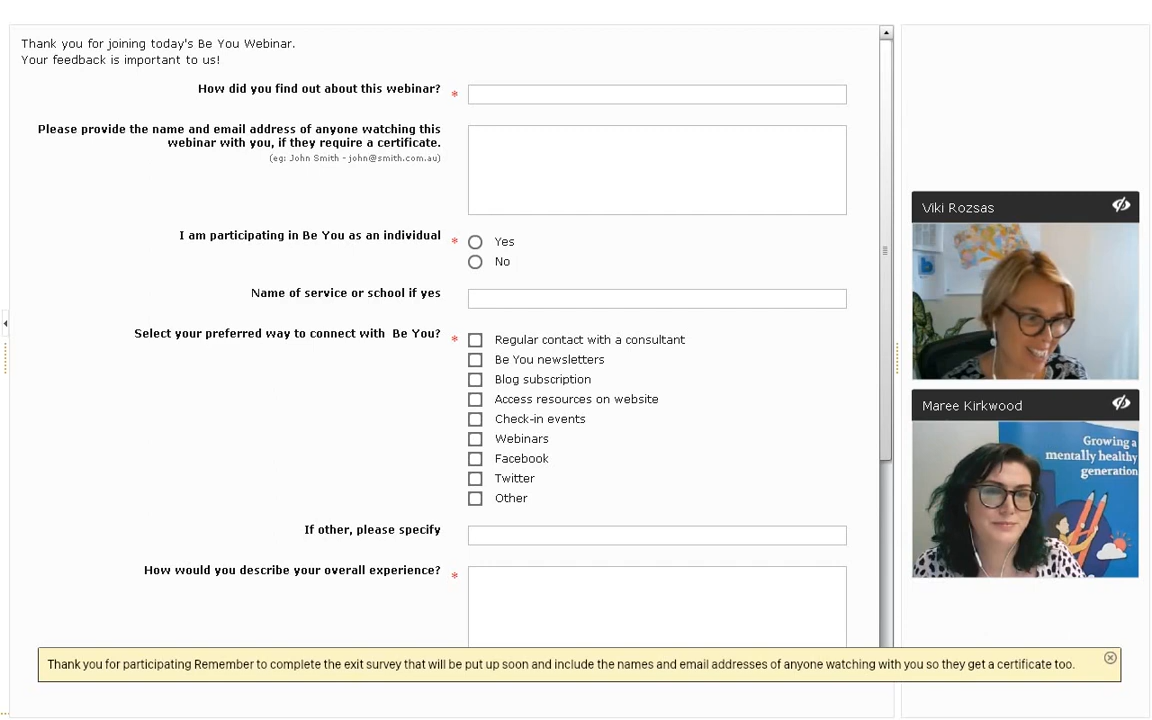 Thank you for joining today's Be You Webinar.
Your feedback is important to us!
How did you find out about this webinar? *
Please provide the name and email address of anyone watching this
webinar with you, if they require a certificate.
(eg: John Smith - john@smith.com.au)
I am participating in Be You as an individual *
Yes
No
Name of service or school if yes
Select your preferred way to connect with  Be You? *
Regular contact with a consultant
Be You newsletters
Blog subscription
Access resources on website
Check-in events
Webinars
Facebook
Twitter
Other
If other, please specify
How would you describe your overall experience? *
Thank you for participating Remember to complete the exit survey that will be put up soon and include the names and email addresses of anyone watching with you so they get a certificate too.
Viki Rozsas
Maree Kirkwood
Growing a
mentally healthy
generation